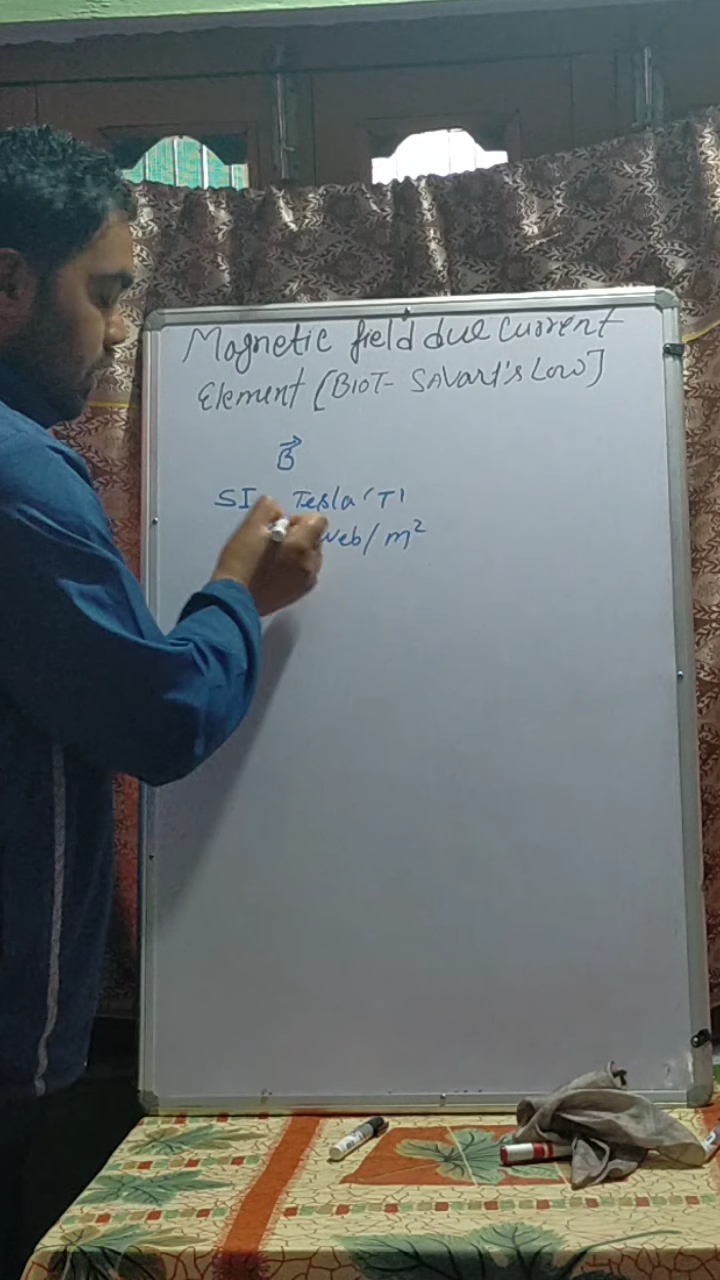 Magnetic field due Current
Element [BIOT- SAVart's Law]
B⃗
SI Tesla 'T'
Web/m²